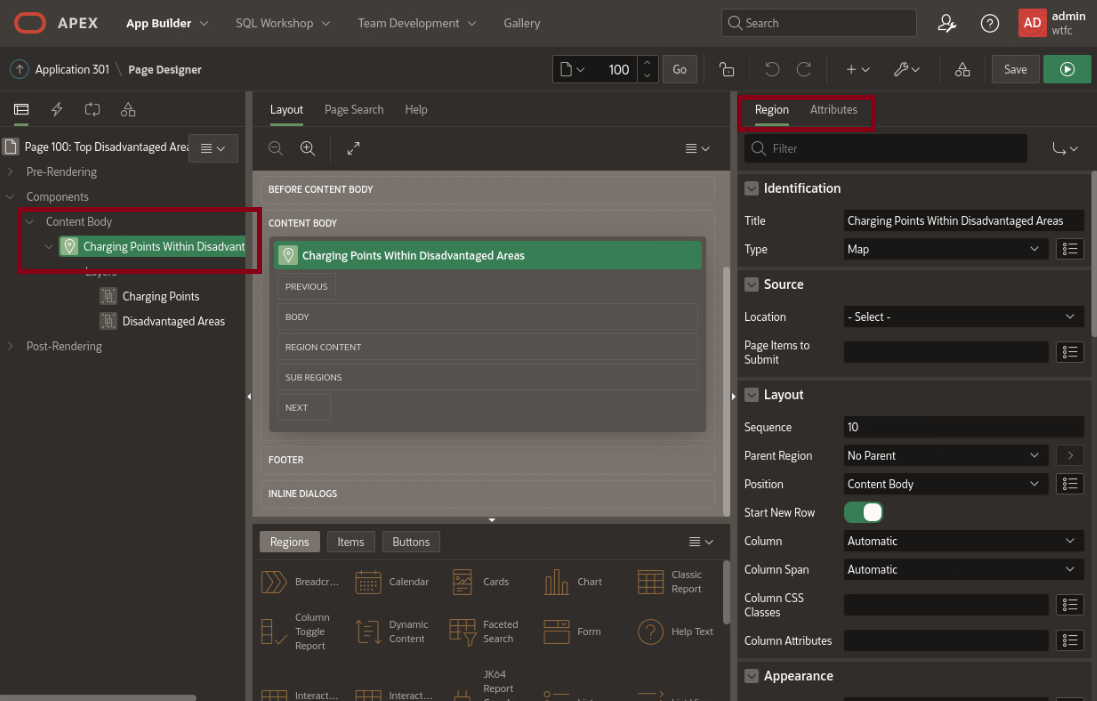 APEX
App Builder
SQL Workshop
Team Development
Gallery
Search
AD
admin
wtfc
Application 301 \ Page Designer
100
Go
Save
Page 100: Top Disadvantaged Area
Pre-Rendering
Components
Content Body
Charging Points Within Disadvant
Layers
Charging Points
Disadvantaged Areas
Post-Rendering
Layout
Page Search
Help
BEFORE CONTENT BODY
CONTENT BODY
Charging Points Within Disadvantaged Areas
PREVIOUS
BODY
REGION CONTENT
SUB REGIONS
NEXT
FOOTER
INLINE DIALOGS
Regions
Items
Buttons
Breadcr...
Calendar
Cards
Chart
Classic
Report
Column
Toggle
Report
Dynamic
Content
Faceted
Search
Form
Help Text
Interact...
Interact...
JK64
Report
Region
Attributes
Filter
Identification
Title
Charging Points Within Disadvantaged Areas
Type
Map
Source
Location
- Select -
Page Items to
Submit
Layout
Sequence
10
Parent Region
No Parent
Position
Content Body
Start New Row
Column
Automatic
Column Span
Automatic
Column CSS
Classes
Column Attributes
Appearance